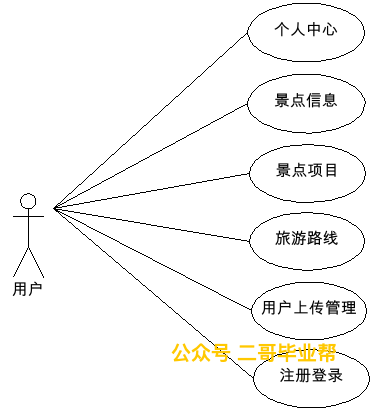 个人中心
景点信息
景点项目
旅游路线
用户
用户上传管理
公众号 二哥毕业帮
注册登录